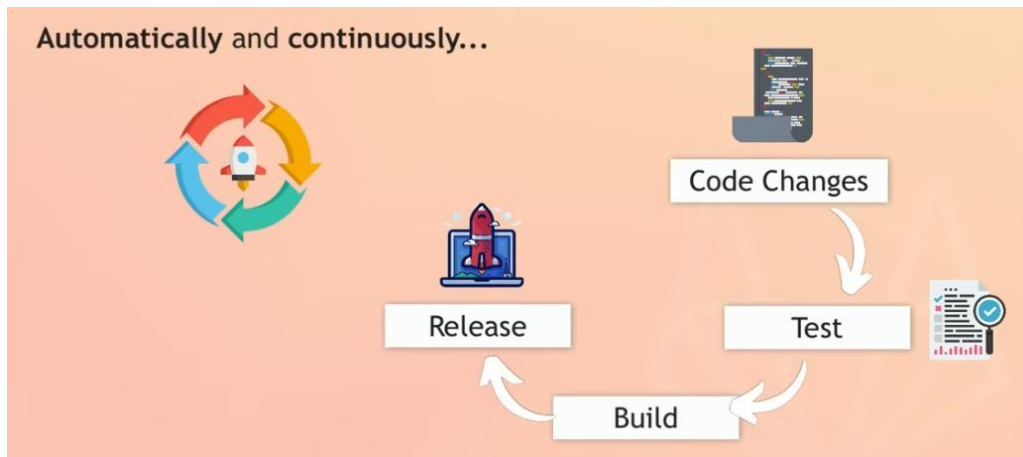 Automatically and continuously...
Code Changes
Test
Build
Release